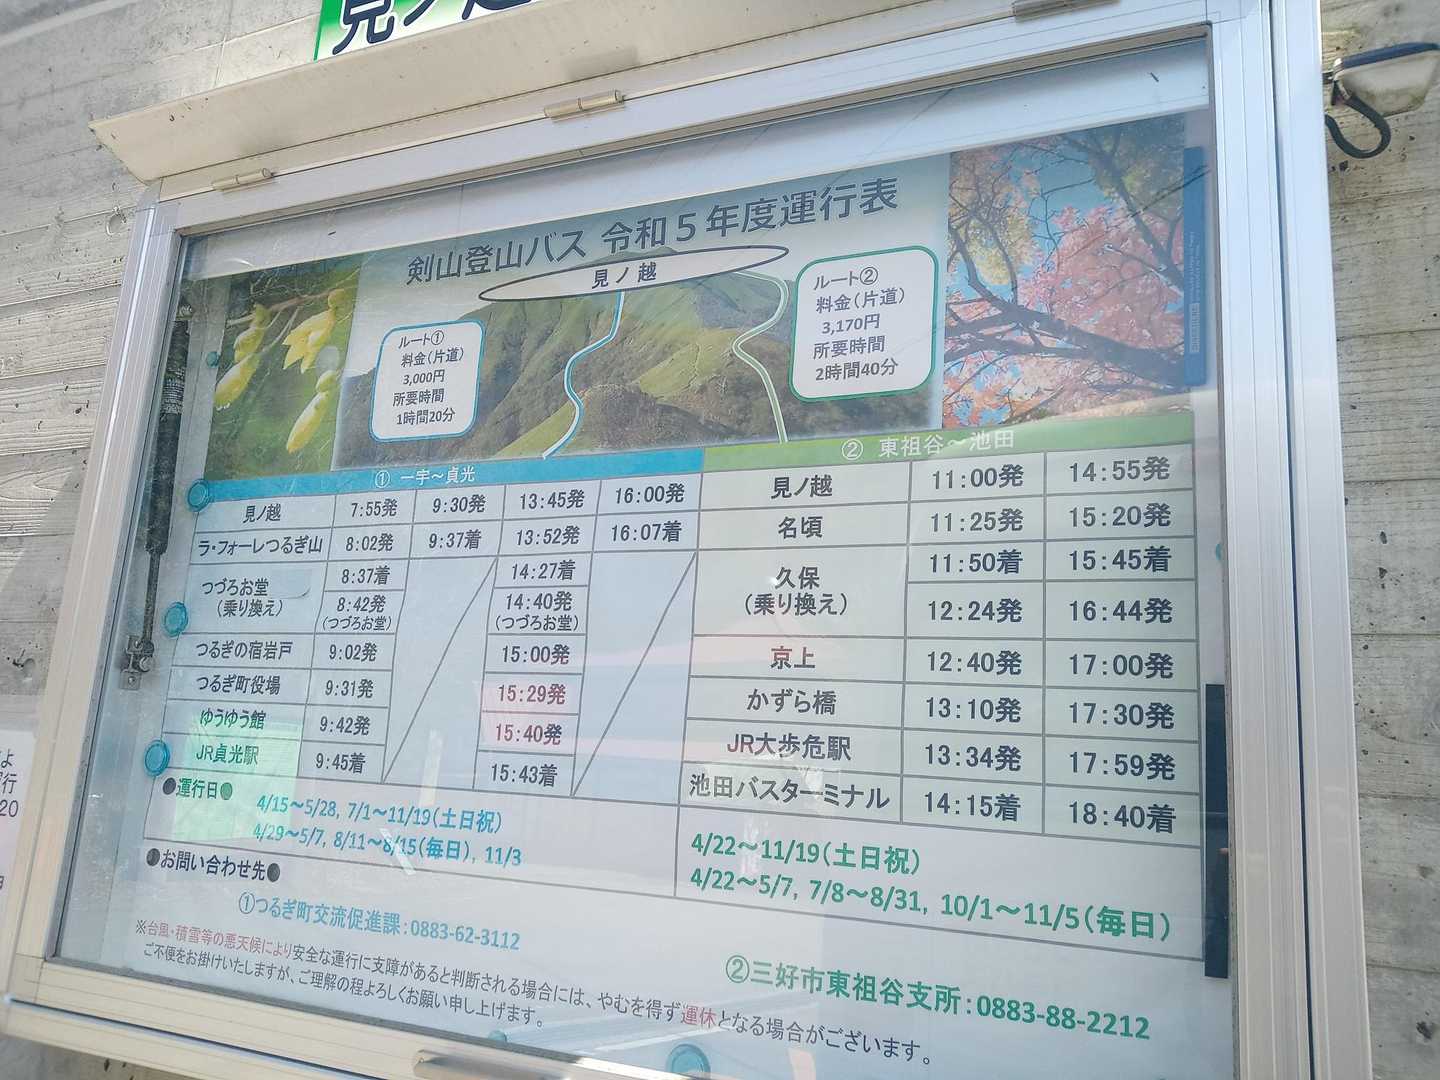 剣山登山バス 令和5年度運行表
見ノ越
ルート①
料金(片道)
3,000円
所要時間
1時間20分
ルート②
料金(片道)
3,170円
所要時間
2時間40分
① 一宇～貞光
見ノ越 7:55発 9:30発 13:45発 16:00発
ラ・フォーレつるぎ山 8:02発 9:37着 13:52発 16:07着
つづろお堂 8:37着 14:27着
(乗り換え) 8:42発 14:40発
(つづろお堂) (つづろお堂)
つるぎの宿岩戸 9:02発 15:00発
つるぎ町役場 9:31発 15:29発
ゆうゆう館 9:42発 15:40発
JR貞光駅 9:45着 15:43着
② 東祖谷～池田
見ノ越 11:00発 14:55発
名頃 11:25発 15:20発
久保 11:50着 15:45着
(乗り換え) 12:24発 16:44発
京上 12:40発 17:00発
かずら橋 13:10発 17:30発
JR大歩危駅 13:34発 17:59発
池田バスターミナル 14:15着 18:40着
●運行日●
4/15～5/28, 7/1～11/19(土日祝)
4/29～5/7, 8/11～8/15(毎日), 11/3
4/22～11/19(土日祝)
4/22～5/7, 7/8～8/31, 10/1～11/5(毎日)
●お問い合わせ先●
①つるぎ町交流促進課:0883-62-3112
②三好市東祖谷支所:0883-88-2212
※台風・積雪等の悪天候により安全な運行に支障があると判断される場合には、やむを得ず運休となる場合がございます。
ご不便をお掛けいたしますが、ご理解の程よろしくお願い申し上げます。